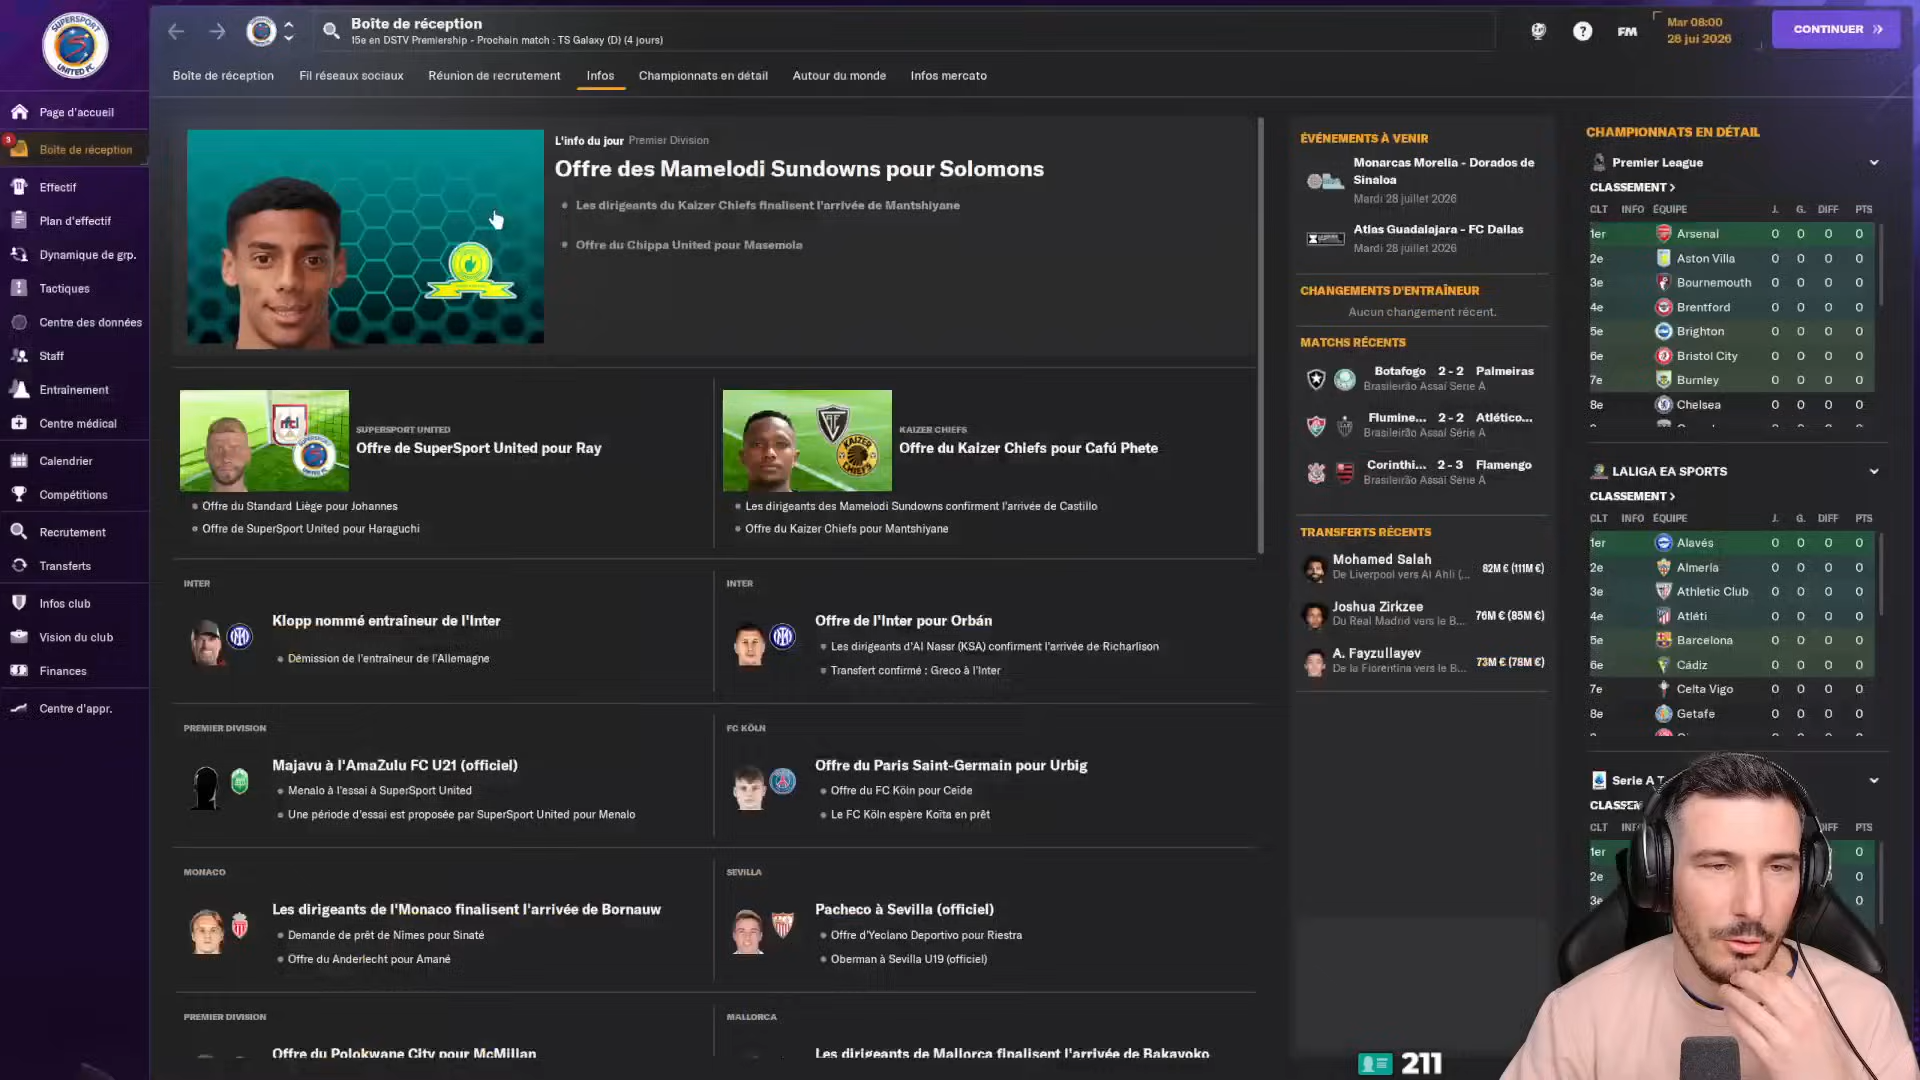 SUPERSPORT
UNITED FC
Boîte de réception
15e en DSTV Premiership - Prochain match : TS Galaxy (D) (4 jours)
FM
Mar 08:00
28 jui 2026
CONTINUER
Boîte de réception
Fil réseaux sociaux
Réunion de recrutement
Infos
Championnats en détail
Autour du monde
Infos mercato
Page d'accueil
3
Boîte de réception
Effectif
Plan d'effectif
Dynamique de grp.
Tactiques
Centre des données
Staff
Entraînement
Centre médical
Calendrier
Compétitions
Recrutement
Transferts
Infos club
Vision du club
Finances
Centre d'appr.
L'info du jour Premier Division
Offre des Mamelodi Sundowns pour Solomons
Les dirigeants du Kaizer Chiefs finalisent l'arrivée de Mantshiyane
Offre du Chippa United pour Masemola
SUPERSPORT UNITED
Offre de SuperSport United pour Ray
Offre du Standard Liège pour Johannes
Offre de SuperSport United pour Haraguchi
KAIZER CHIEFS
Offre du Kaizer Chiefs pour Cafú Phete
Les dirigeants des Mamelodi Sundowns confirment l'arrivée de Castillo
Offre du Kaizer Chiefs pour Mantshiyane
INTER
Klopp nommé entraîneur de l'Inter
Démission de l'entraîneur de l'Allemagne
INTER
Offre de l'Inter pour Orbán
Les dirigeants d'Al Nassr (KSA) confirment l'arrivée de Richarlison
Transfert confirmé : Greco à l'Inter
PREMIER DIVISION
Majavu à l'AmaZulu FC U21 (officiel)
Menalo à l'essai à SuperSport United
Une période d'essai est proposée par SuperSport United pour Menalo
FC KÖLN
Offre du Paris Saint-Germain pour Urbig
Offre du FC Köln pour Ceïde
Le FC Köln espère Koïta en prêt
MONACO
Les dirigeants de l'Monaco finalisent l'arrivée de Bornauw
Demande de prêt de Nîmes pour Sinaté
Offre du Anderlecht pour Amané
SEVILLA
Pacheco à Sevilla (officiel)
Offre d'Yeclano Deportivo pour Riestra
Oberman à Sevilla U19 (officiel)
PREMIER DIVISION
Offre du Polokwane City pour McMillan
MALLORCA
Les dirigeants de Mallorca finalisent l'arrivée de Bakayoko
ÉVÉNEMENTS À VENIR
Monarcas Morelia - Dorados de
Sinaloa
Mardi 28 juillet 2026
Atlas Guadalajara - FC Dallas
Mardi 28 juillet 2026
CHANGEMENTS D'ENTRAÎNEUR
Aucun changement récent.
MATCHS RÉCENTS
Botafogo 2 - 2 Palmeiras
Brasileirão Assaí Série A
Flumine... 2 - 2 Atlético...
Brasileirão Assaí Série A
Corinthi... 2 - 3 Flamengo
Brasileirão Assaí Série A
TRANSFERTS RÉCENTS
Mohamed Salah
De Liverpool vers Al Ahli (...
82M € (111M €)
Joshua Zirkzee
Du Real Madrid vers le B...
76M € (85M €)
A. Fayzullayev
De la Fiorentina vers le B...
73M € (78M €)
CHAMPIONNATS EN DÉTAIL
Premier League
CLASSEMENT
CLT INFO ÉQUIPE J. G. DIFF PTS
1er Arsenal 0 0 0 0
2e Aston Villa 0 0 0 0
3e Bournemouth 0 0 0 0
4e Brentford 0 0 0 0
5e Brighton 0 0 0 0
6e Bristol City 0 0 0 0
7e Burnley 0 0 0 0
8e Chelsea 0 0 0 0
LALIGA EA SPORTS
CLASSEMENT
CLT INFO ÉQUIPE J. G. DIFF PTS
1er Alavés 0 0 0 0
2e Almería 0 0 0 0
3e Athletic Club 0 0 0 0
4e Atléti 0 0 0 0
5e Barcelona 0 0 0 0
6e Cádiz 0 0 0 0
7e Celta Vigo 0 0 0 0
8e Getafe 0 0 0 0
Serie A T
CLASSEM
CLT INF DIFF PTS
1er 0
2e 0
3e 0
211